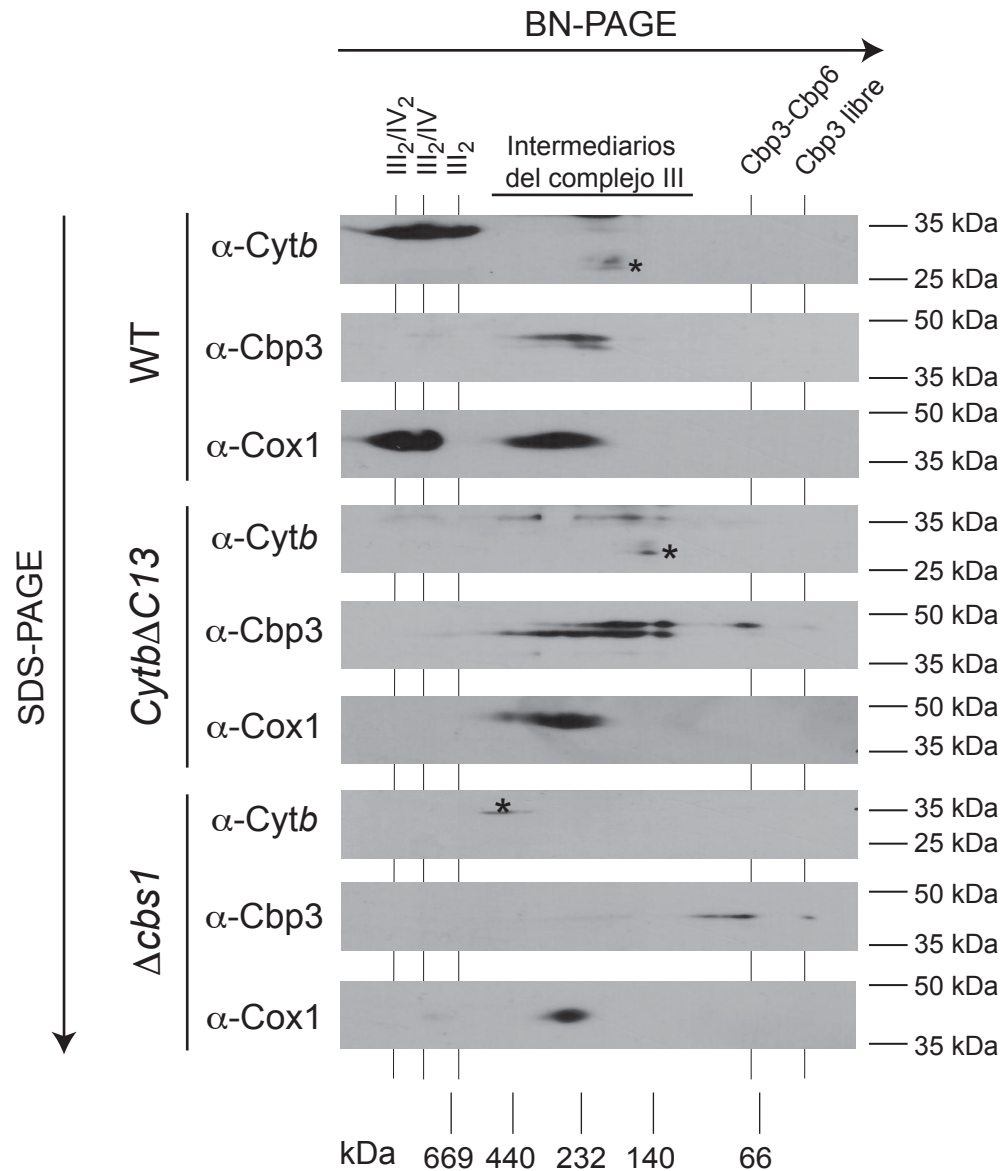 BN-PAGE
III2/IV2
III2/IV
III2
Intermediarios
del complejo III
Cbp3-Cbp6
Cbp3 libre
SDS-PAGE
WT
α-Cytb
*
35 kDa
25 kDa
α-Cbp3
50 kDa
35 kDa
α-Cox1
50 kDa
35 kDa
CytbΔC13
α-Cytb
*
35 kDa
25 kDa
α-Cbp3
50 kDa
35 kDa
α-Cox1
50 kDa
35 kDa
Δcbs1
α-Cytb
*
35 kDa
25 kDa
α-Cbp3
50 kDa
35 kDa
α-Cox1
50 kDa
35 kDa
kDa 669 440 232 140 66